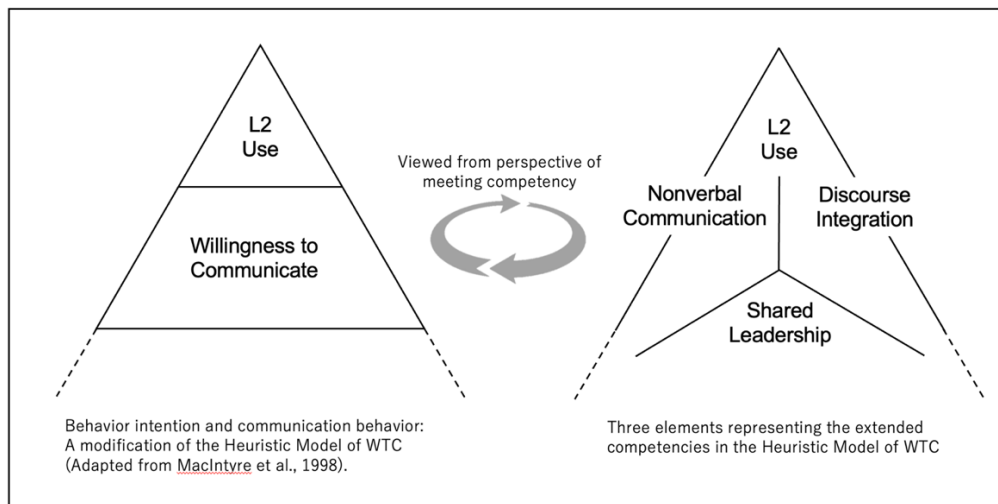 L2
Use
Willingness to
Communicate
Behavior intention and communication behavior:
A modification of the Heuristic Model of WTC
(Adapted from MacIntyre et al., 1998).
Viewed from perspective of
meeting competency
L2
Use
Nonverbal
Communication
Discourse
Integration
Shared
Leadership
Three elements representing the extended
competencies in the Heuristic Model of WTC